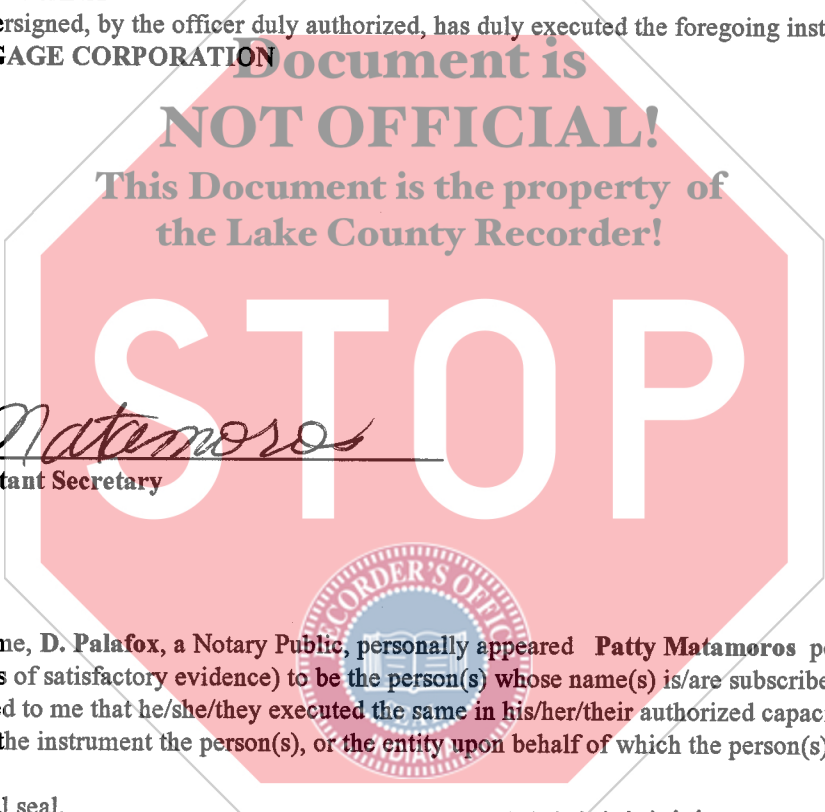 ersigned, by the officer duly authorized, has duly executed the foregoing inst
GAGE CORPORATION
Document is
NOT OFFICIAL!
This Document is the property of
the Lake County Recorder!
STOP
Matamoros
tant Secretary
RECORDER'S OFFIC
me, D. Palafox, a Notary Public, personally appeared Patty Matamoros p
s of satisfactory evidence) to be the person(s) whose name(s) is/are subscribe
ed to me that he/she/they executed the same in his/her/their authorized capac
the instrument the person(s), or the entity upon behalf of which the person(s)
INDIANA
l seal.